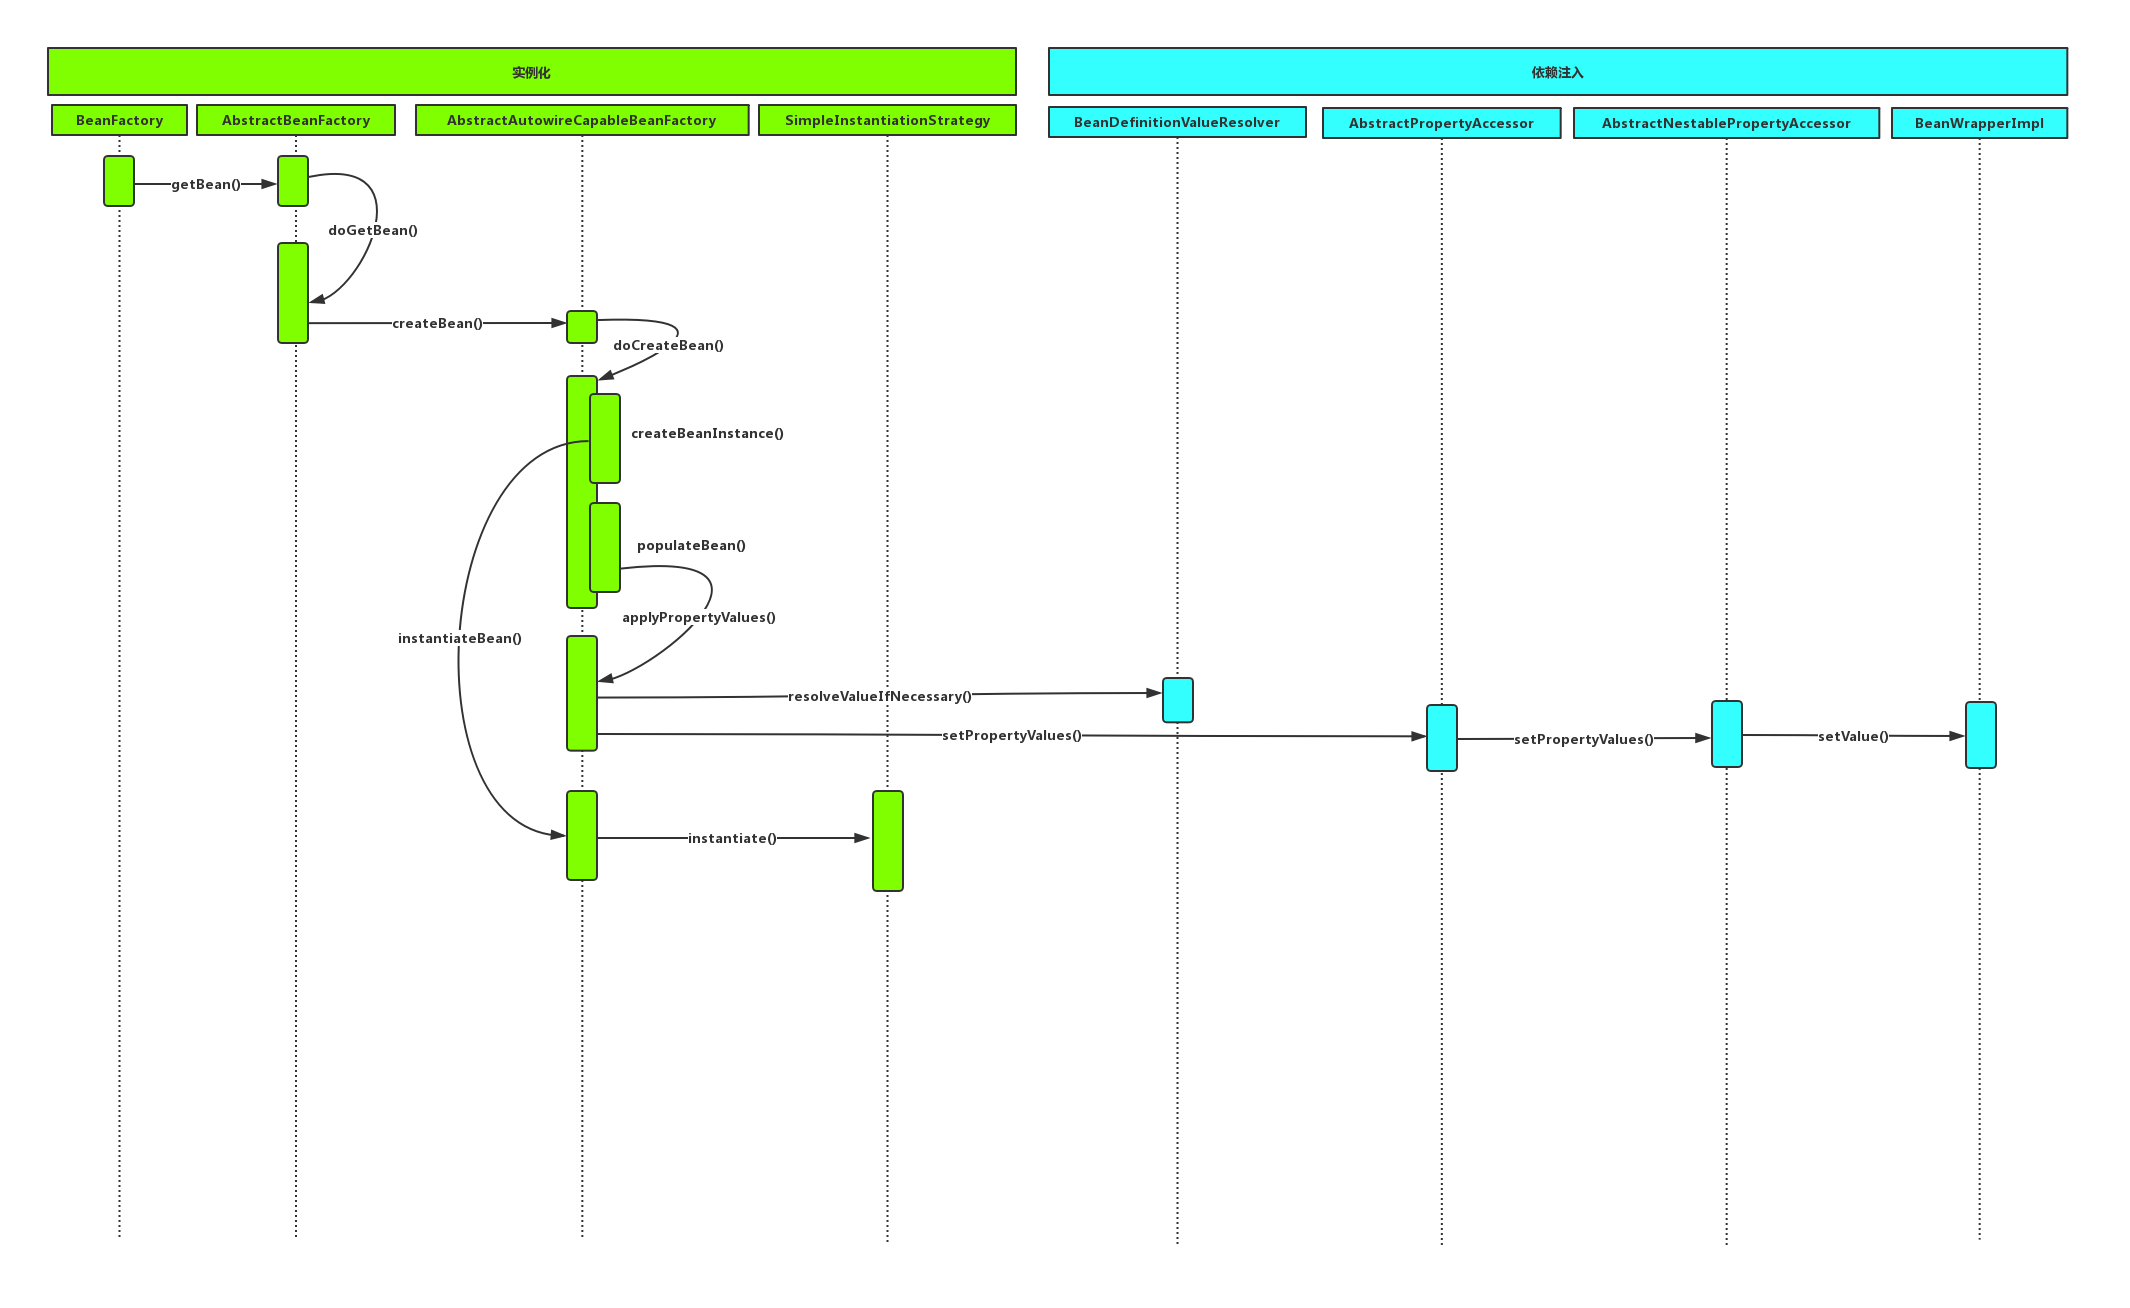 实例化
依赖注入
BeanFactory
AbstractBeanFactory
AbstractAutowireCapableBeanFactory
SimpleInstantiationStrategy
BeanDefinitionValueResolver
AbstractPropertyAccessor
AbstractNestablePropertyAccessor
BeanWrapperImpl
getBean()
doGetBean()
createBean()
doCreateBean()
createBeanInstance()
populateBean()
applyPropertyValues()
instantiateBean()
resolveValueIfNecessary()
setPropertyValues()
setPropertyValues()
setValue()
instantiate()